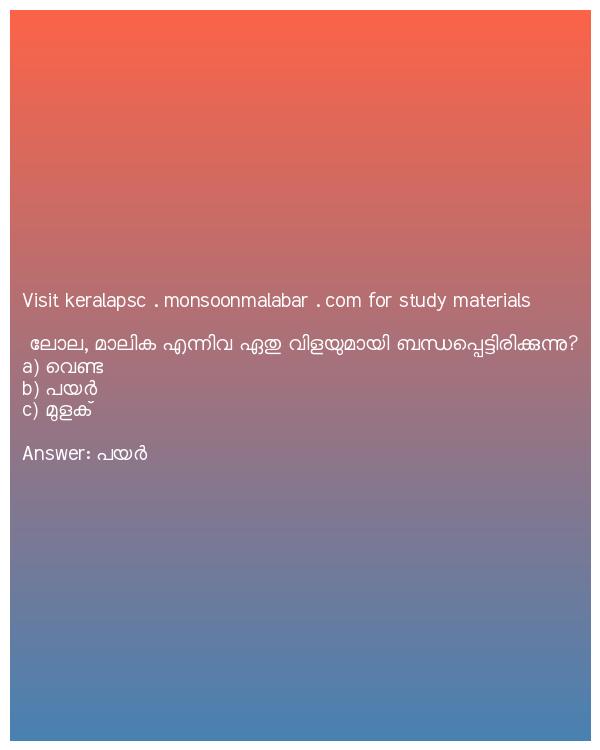 Visit keralapsc . monsoonmalabar . com for study materials
ലോല, മാലിക എന്നിവ ഏതു വിളയുമായി ബന്ധപ്പെട്ടിരിക്കുന്നു?
a) വെണ്ട
b) പയർ
c) മുളക്
Answer: പയർ